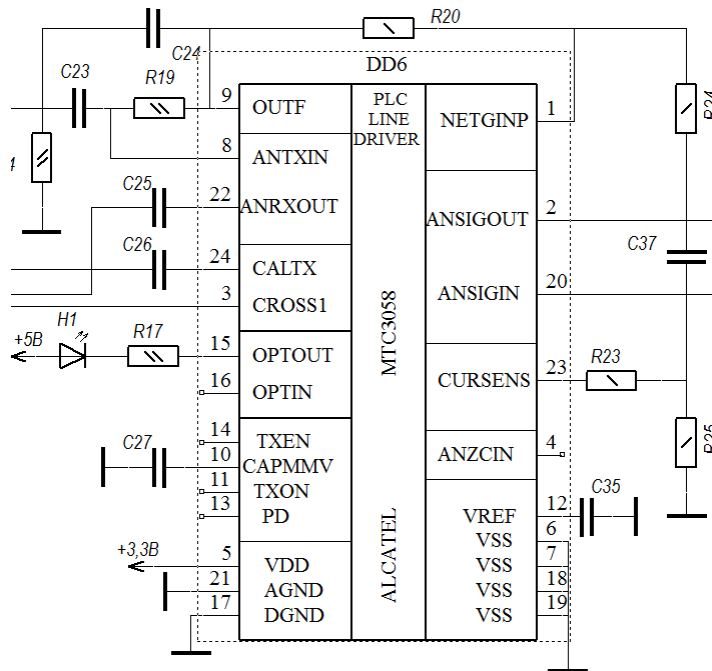 R20
C24
DD6
C23
R19
R24
9
OUTF
PLC
LINE
DRIVER
NETGINP
1
8
ANTXIN
4
C25
22
ANRXOUT
ANSIGOUT
2
C26
24
CALTX
C37
3
CROSS1
ANSIGIN
20
H1
+5В
R17
15
OPTOUT
MTC3058
R23
16
OPTIN
CURSENS
23
R25
14
TXEN
C27
10
CAPMMV
ANZCIN
4
11
TXON
C35
13
PD
VREF
12
VSS
6
+3,3В
5
VDD
ALCATEL
VSS
7
21
AGND
VSS
18
17
DGND
VSS
19